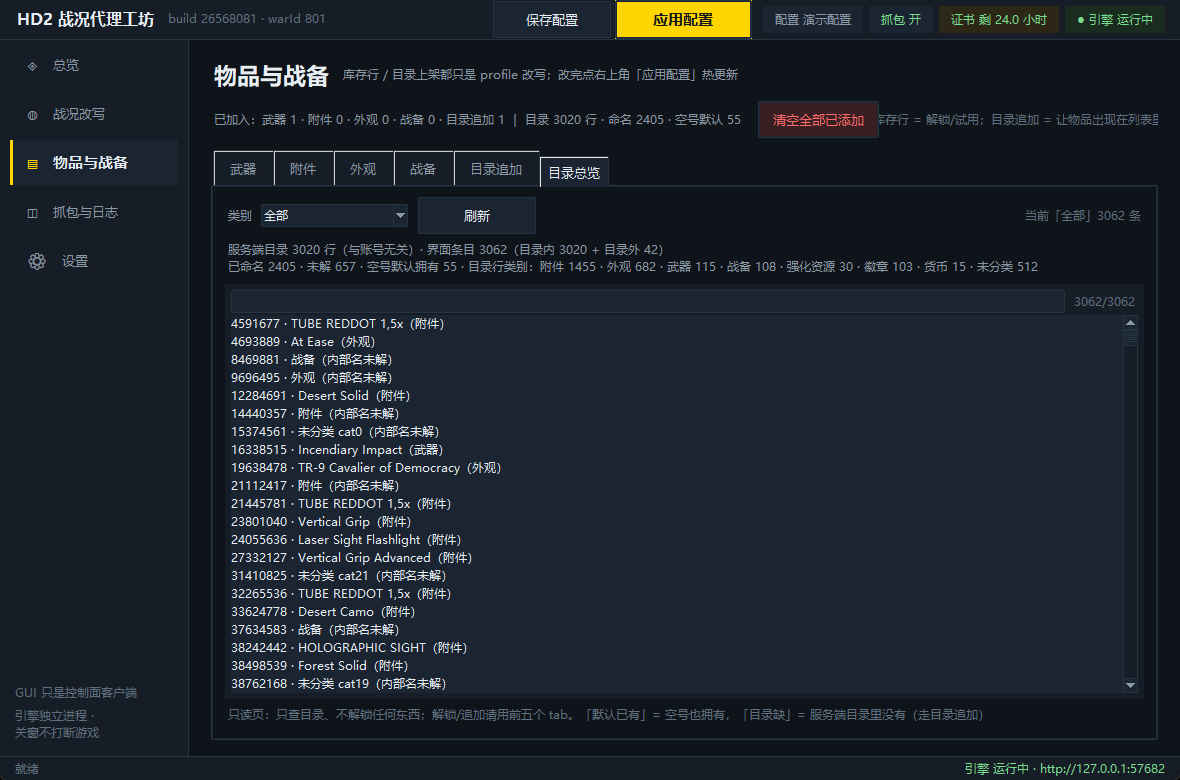 HD2 战况代理工坊 build 26568081 · warId 801 保存配置 应用配置 配置 演示配置 抓包 开 证书 剩 24.0 小时 ● 引擎 运行中
总览
战况改写
物品与战备
抓包与日志
设置
GUI 只是控制面客户端
引擎独立进程 ·
关窗不打断游戏
物品与战备 库存行 / 目录上架都只是 profile 改写；改完点右上角「应用配置」热更新
已加入：武器 1 · 附件 0 · 外观 0 · 战备 0 · 目录追加 1 | 目录 3020 行 · 命名 2405 · 空号默认 55 清空全部已添加 库存行 = 解锁/试用；目录追加 = 让物品出现在列表里
武器 附件 外观 战备 目录追加 目录总览
类别 全部 刷新 当前「全部」3062 条
服务端目录 3020 行（与账号无关）· 界面条目 3062（目录内 3020 + 目录外 42）
已命名 2405 · 未解 657 · 空号默认拥有 55 · 目录行类别：附件 1455 · 外观 682 · 武器 115 · 战备 108 · 强化资源 30 · 徽章 103 · 货币 15 · 未分类 512
3062/3062
4591677 · TUBE REDDOT 1,5x（附件）
4693889 · At Ease（外观）
8469881 · 战备（内部名未解）
9696495 · 外观（内部名未解）
12284691 · Desert Solid（附件）
14440357 · 附件（内部名未解）
15374561 · 未分类 cat0（内部名未解）
16338515 · Incendiary Impact（武器）
19638478 · TR-9 Cavalier of Democracy（外观）
21112417 · 附件（内部名未解）
21445781 · TUBE REDDOT 1,5x（附件）
23801040 · Vertical Grip（附件）
24055636 · Laser Sight Flashlight（附件）
27332127 · Vertical Grip Advanced（附件）
31410825 · 未分类 cat21（内部名未解）
32265536 · TUBE REDDOT 1,5x（附件）
33624778 · Desert Camo（附件）
37634583 · 战备（内部名未解）
38242442 · HOLOGRAPHIC SIGHT（附件）
38498539 · Forest Solid（附件）
38762168 · 未分类 cat19（内部名未解）
只读页：只查目录、不解锁任何东西；解锁/追加请用前五个 tab。「默认已有」= 空号也拥有，「目录缺」= 服务端目录里没有（走目录追加）
就绪 引擎 运行中 · http://127.0.0.1:57682